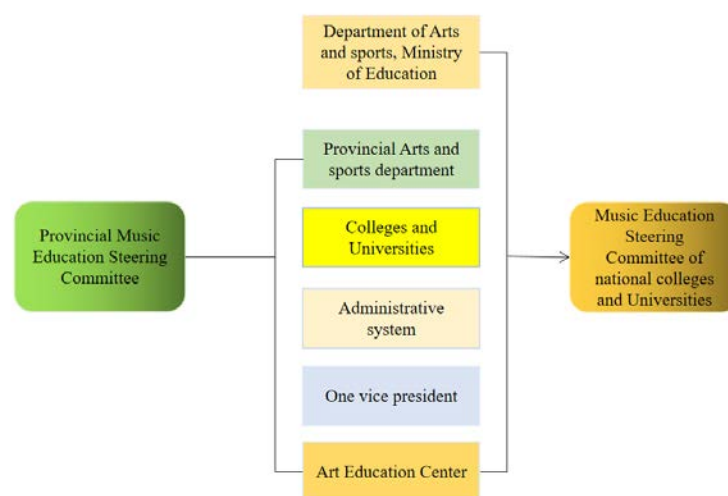 Department of Arts
and sports, Ministry
of Education
Provincial Arts and
sports department
Provincial Music
Education Steering
Committee
Colleges and
Universities
Music Education
Steering
Committee of
national colleges
and Universities
Administrative
system
One vice president
Art Education Center